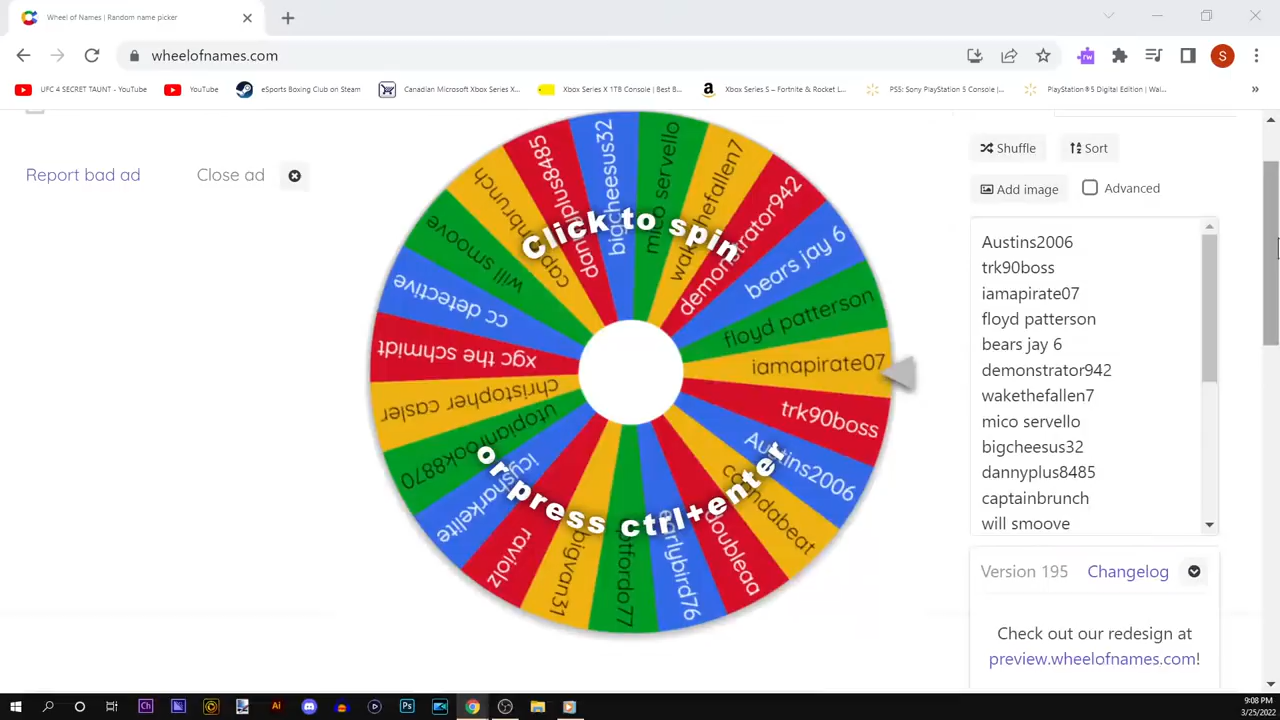 Wheel of Names | Random name picker
wheelofnames.com
S
UFC 4 SECRET TAUNT - YouTube
YouTube
eSports Boxing Club on Steam
Canadian Microsoft Xbox Series X...
Xbox Series X 1TB Console | Best B...
Xbox Series S – Fortnite & Rocket L...
PS5: Sony PlayStation 5 Console |...
PlayStation®5 Digital Edition | Wal...
Report bad ad
Close ad
Click to spin
or press ctrl+enter
bigcheesus32
mico servello
wakethefallen7
demonstrator942
bears jay 6
floyd patterson
iamapirate07
trk90boss
Austins2006
doubleaa
bigvan31
raviolz
icysnarkelite
utopianrook8870
christopher casler
xgc the schmidt
cc detective
will smoove
captainbrunch
dannyplus8485
Shuffle
Sort
Add image
Advanced
Austins2006
trk90boss
iamapirate07
floyd patterson
bears jay 6
demonstrator942
wakethefallen7
mico servello
bigcheesus32
dannyplus8485
captainbrunch
will smoove
Version 195
Changelog
Check out our redesign at
preview.wheelofnames.com!
9:08 PM
3/25/2022